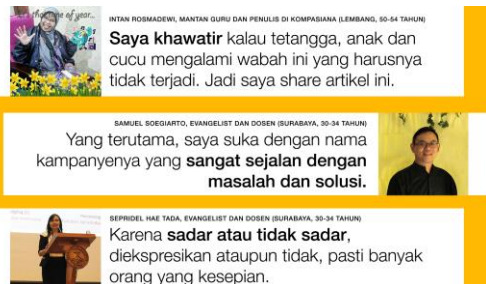 the time of year...
INTAN ROSMADEWI, MANTAN GURU DAN PENULIS DI KOMPASIANA (LEMBANG, 50-54 TAHUN)
Saya khawatir kalau tetangga, anak dan
cucu mengalami wabah ini yang harusnya
tidak terjadi. Jadi saya share artikel ini.
SAMUEL SOEGIARTO, EVANGELIST DAN DOSEN (SURABAYA, 30-34 TAHUN)
Yang terutama, saya suka dengan nama
kampanyenya yang sangat sejalan dengan
masalah dan solusi.
SEPRIDEL HAE TADA, EVANGELIST DAN DOSEN (SURABAYA, 30-34 TAHUN)
Karena sadar atau tidak sadar,
diekspresikan ataupun tidak, pasti banyak
orang yang kesepian.